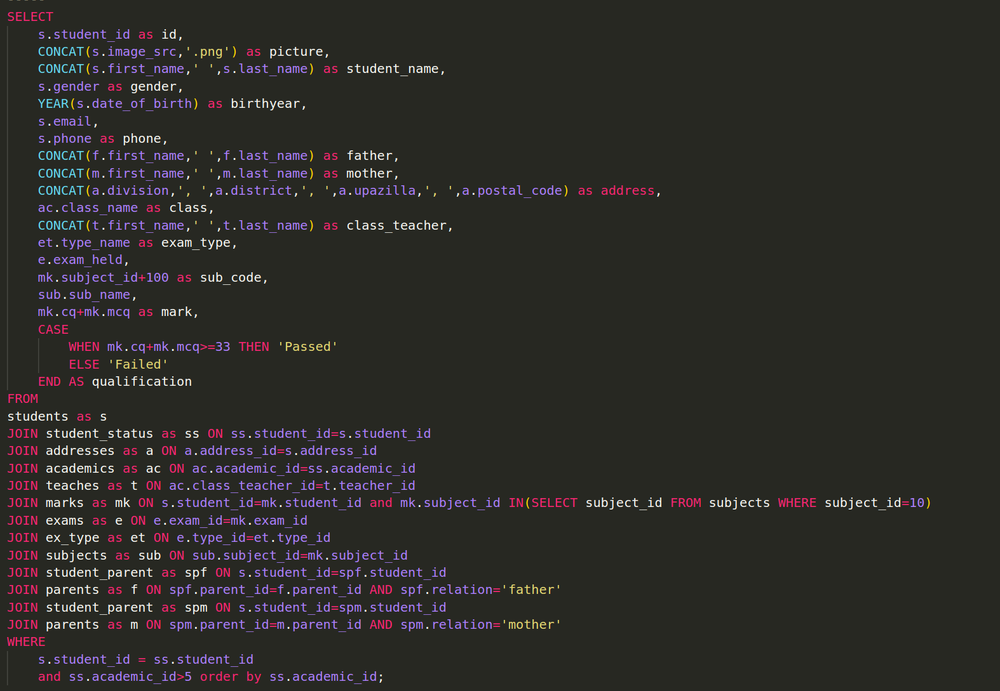 SELECT
s.student_id as id,
CONCAT(s.image_src,'.png') as picture,
CONCAT(s.first_name,' ',s.last_name) as student_name,
s.gender as gender,
YEAR(s.date_of_birth) as birthyear,
s.email,
s.phone as phone,
CONCAT(f.first_name,' ',f.last_name) as father,
CONCAT(m.first_name,' ',m.last_name) as mother,
CONCAT(a.division,', ',a.district,', ',a.upazilla,', ',a.postal_code) as address,
ac.class_name as class,
CONCAT(t.first_name,' ',t.last_name) as class_teacher,
et.type_name as exam_type,
e.exam_held,
mk.subject_id+100 as sub_code,
sub.sub_name,
mk.cq+mk.mcq as mark,
CASE
WHEN mk.cq+mk.mcq>=33 THEN 'Passed'
ELSE 'Failed'
END AS qualification
FROM
students as s
JOIN student_status as ss ON ss.student_id=s.student_id
JOIN addresses as a ON a.address_id=s.address_id
JOIN academics as ac ON ac.academic_id=ss.academic_id
JOIN teaches as t ON ac.class_teacher_id=t.teacher_id
JOIN marks as mk ON s.student_id=mk.student_id and mk.subject_id IN(SELECT subject_id FROM subjects WHERE subject_id=10)
JOIN exams as e ON e.exam_id=mk.exam_id
JOIN ex_type as et ON e.type_id=et.type_id
JOIN subjects as sub ON sub.subject_id=mk.subject_id
JOIN student_parent as spf ON s.student_id=spf.student_id
JOIN parents as f ON spf.parent_id=f.parent_id AND spf.relation='father'
JOIN student_parent as spm ON s.student_id=spm.student_id
JOIN parents as m ON spm.parent_id=m.parent_id AND spm.relation='mother'
WHERE
s.student_id = ss.student_id
and ss.academic_id>5 order by ss.academic_id;